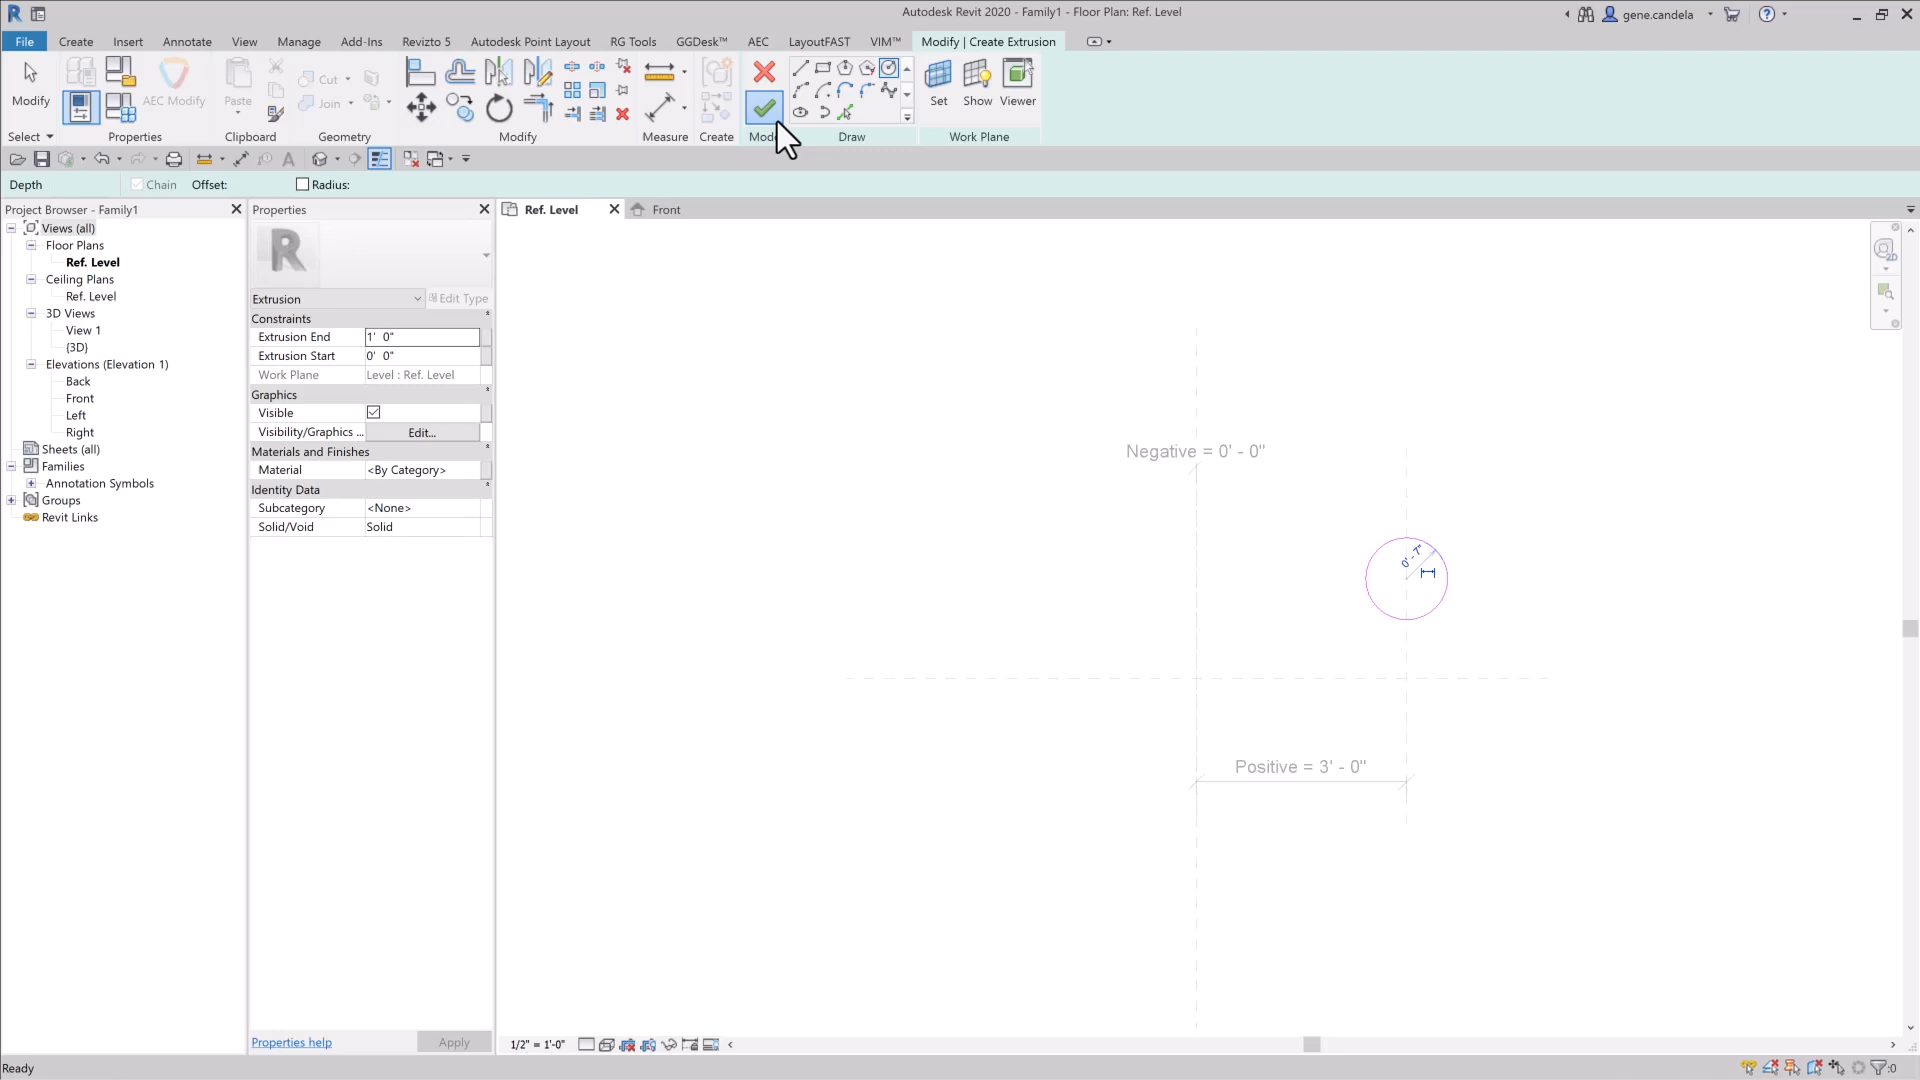 Autodesk Revit 2020 - Family1 - Floor Plan: Ref. Level
gene.candela
File Create Insert Annotate View Manage Add-Ins Revizto 5 Autodesk Point Layout RG Tools GGDesk™ AEC LayoutFAST VIM™ Modify | Create Extrusion
Modify
AEC Modify
Paste
Cut
Join
Set Show Viewer
Select Properties Clipboard Geometry Modify Measure Create Mode Draw Work Plane
Depth Chain Offset: Radius:
Project Browser - Family1
Views (all)
Floor Plans
Ref. Level
Ceiling Plans
Ref. Level
3D Views
View 1
{3D}
Elevations (Elevation 1)
Back
Front
Left
Right
Sheets (all)
Families
Annotation Symbols
Groups
Revit Links
Properties
R
Extrusion Edit Type
Constraints
Extrusion End 1' 0"
Extrusion Start 0' 0"
Work Plane Level : Ref. Level
Graphics
Visible
Visibility/Graphics ... Edit...
Materials and Finishes
Material <By Category>
Identity Data
Subcategory <None>
Solid/Void Solid
Properties help Apply
Ref. Level Front
2D
Negative = 0' - 0"
0' - 7"
Positive = 3' - 0"
1/2" = 1'-0"
Ready
:0